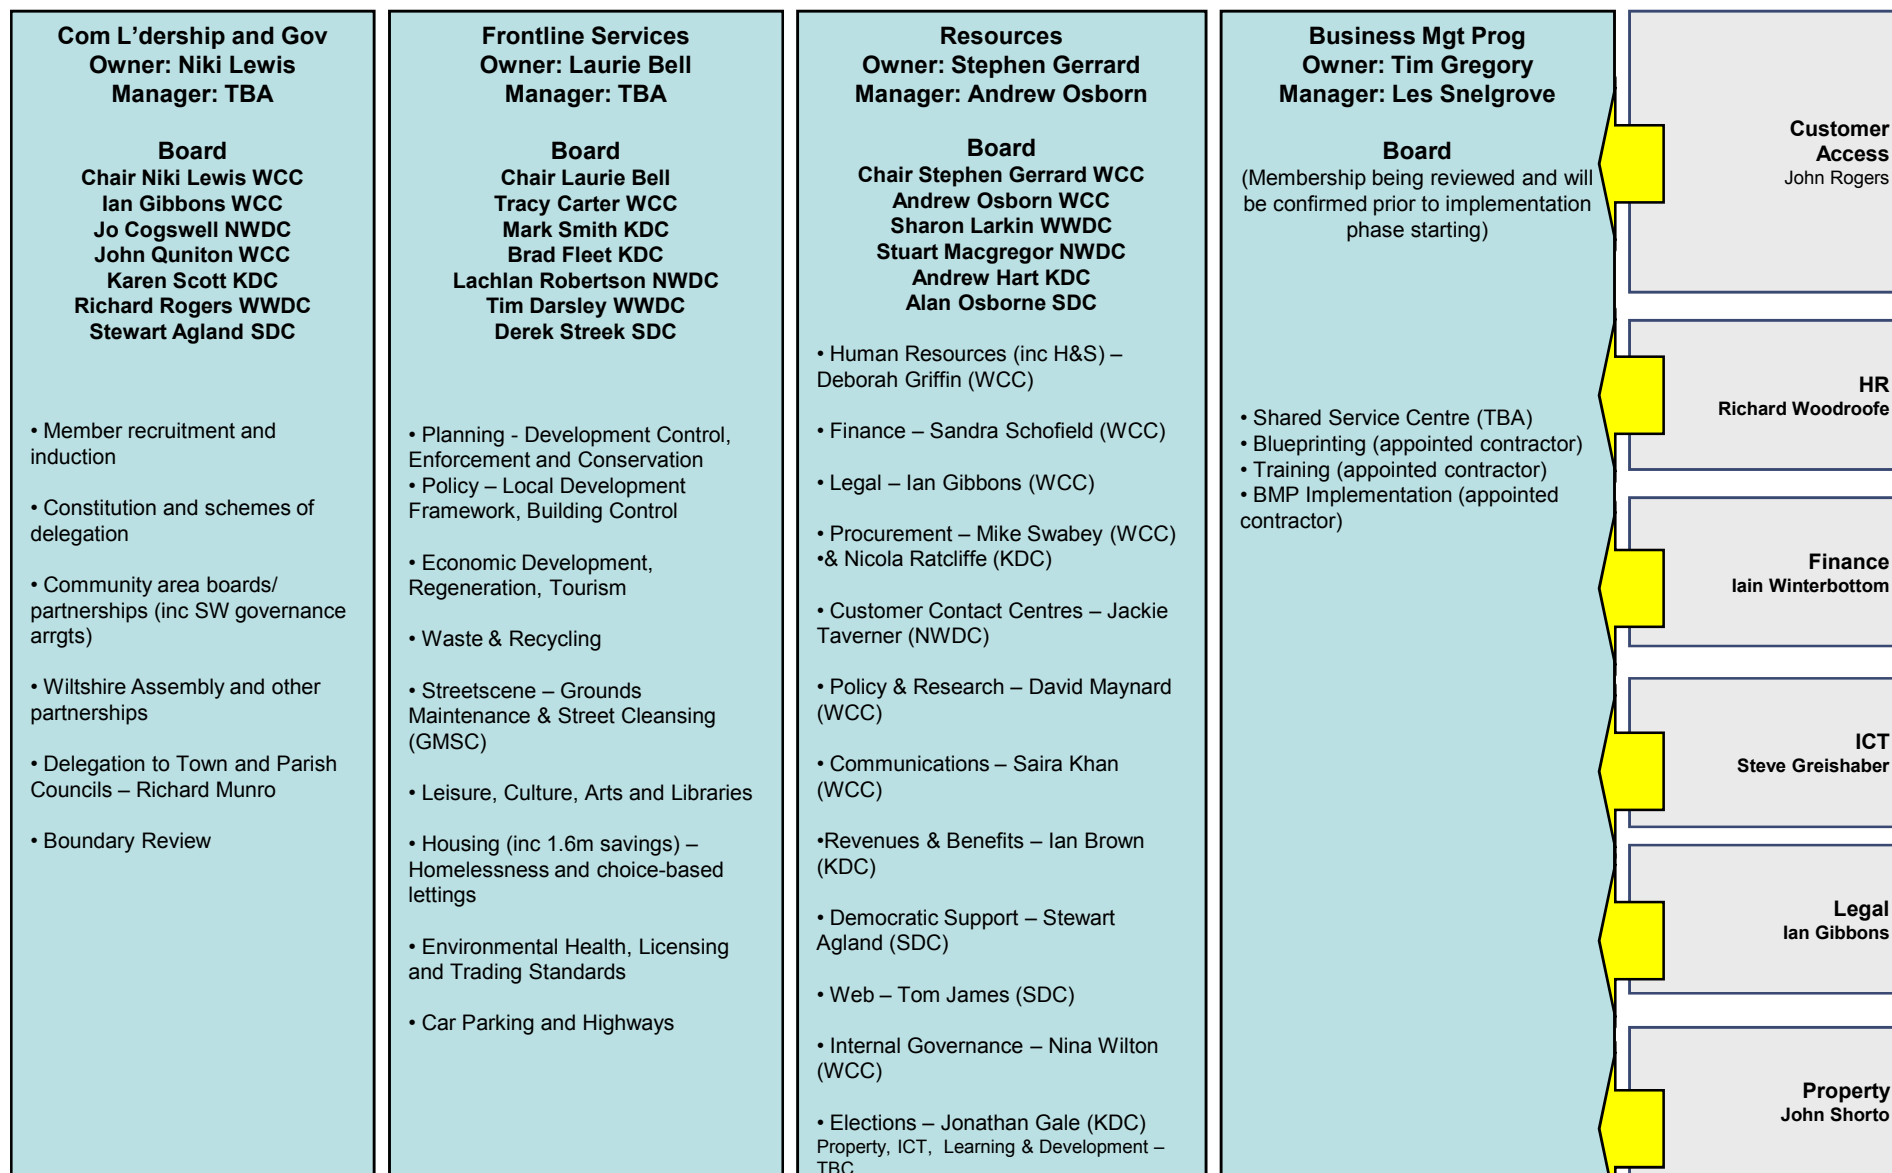 Com L'dership and Gov
Owner: Niki Lewis
Manager: TBA
Board
Chair Niki Lewis WCC
Ian Gibbons WCC
Jo Cogswell NWDC
John Quniton WCC
Karen Scott KDC
Richard Rogers WWDC
Stewart Agland SDC
• Member recruitment and
induction
• Constitution and schemes of
delegation
• Community area boards/
partnerships (inc SW governance
arrgts)
• Wiltshire Assembly and other
partnerships
• Delegation to Town and Parish
Councils – Richard Munro
• Boundary Review
Frontline Services
Owner: Laurie Bell
Manager: TBA
Board
Chair Laurie Bell
Tracy Carter WCC
Mark Smith KDC
Brad Fleet KDC
Lachlan Robertson NWDC
Tim Darsley WWDC
Derek Streek SDC
• Planning - Development Control,
Enforcement and Conservation
• Policy – Local Development
Framework, Building Control
• Economic Development,
Regeneration, Tourism
• Waste & Recycling
• Streetscene – Grounds
Maintenance & Street Cleansing
(GMSC)
• Leisure, Culture, Arts and Libraries
• Housing (inc 1.6m savings) –
Homelessness and choice-based
lettings
• Environmental Health, Licensing
and Trading Standards
• Car Parking and Highways
Resources
Owner: Stephen Gerrard
Manager: Andrew Osborn
Board
Chair Stephen Gerrard WCC
Andrew Osborn WCC
Sharon Larkin WWDC
Stuart Macgregor NWDC
Andrew Hart KDC
Alan Osborne SDC
• Human Resources (inc H&S) –
Deborah Griffin (WCC)
• Finance – Sandra Schofield (WCC)
• Legal – Ian Gibbons (WCC)
• Procurement – Mike Swabey (WCC)
•& Nicola Ratcliffe (KDC)
• Customer Contact Centres – Jackie
Taverner (NWDC)
• Policy & Research – David Maynard
(WCC)
• Communications – Saira Khan
(WCC)
•Revenues & Benefits – Ian Brown
(KDC)
• Democratic Support – Stewart
Agland (SDC)
• Web – Tom James (SDC)
• Internal Governance – Nina Wilton
(WCC)
• Elections – Jonathan Gale (KDC)
Property, ICT, Learning & Development –
TBC
Business Mgt Prog
Owner: Tim Gregory
Manager: Les Snelgrove
Board
(Membership being reviewed and will
be confirmed prior to implementation
phase starting)
• Shared Service Centre (TBA)
• Blueprinting (appointed contractor)
• Training (appointed contractor)
• BMP Implementation (appointed
contractor)
Customer
Access
John Rogers
HR
Richard Woodroofe
Finance
Iain Winterbottom
ICT
Steve Greishaber
Legal
Ian Gibbons
Property
John Shorto